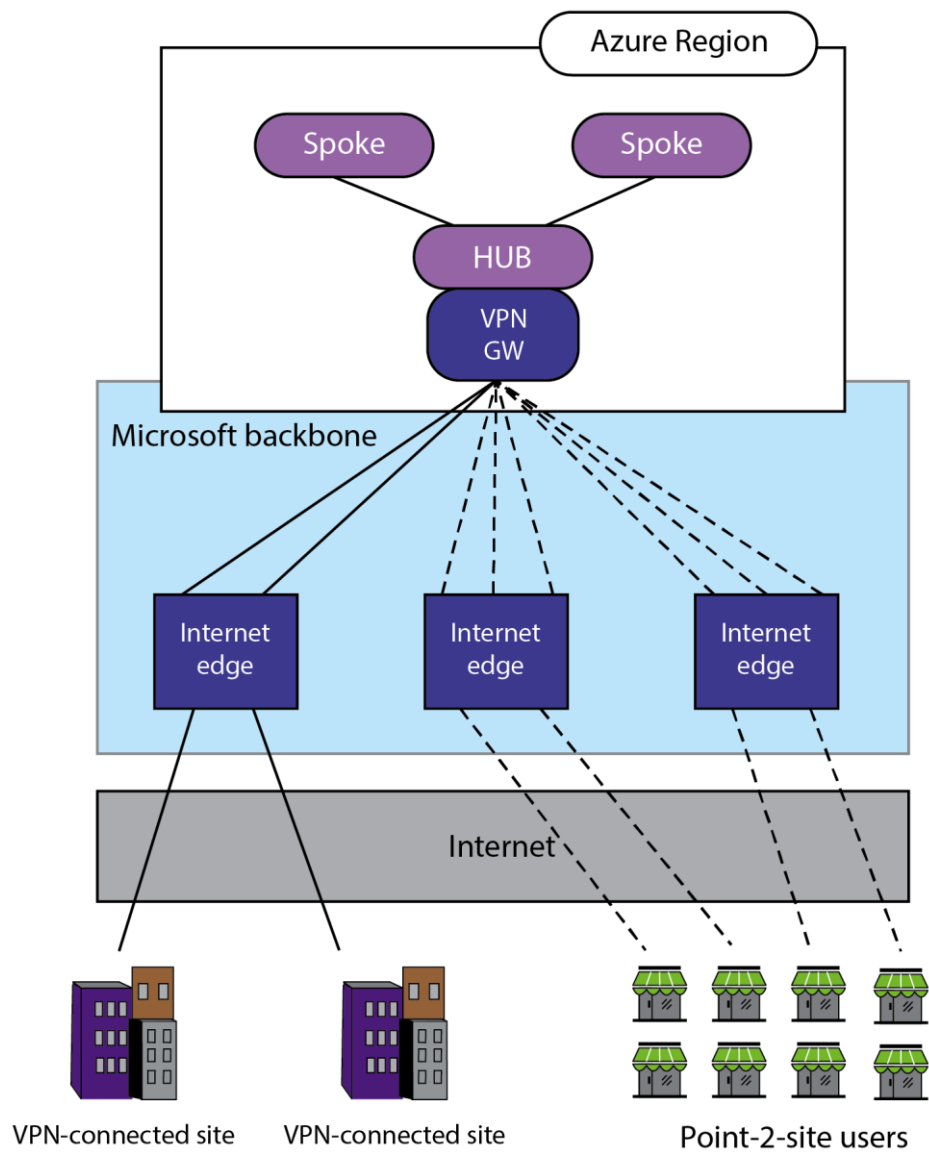 Azure Region
Spoke
Spoke
HUB
VPN
GW
Microsoft backbone
Internet
edge
Internet
edge
Internet
edge
Internet
VPN-connected site
VPN-connected site
Point-2-site users